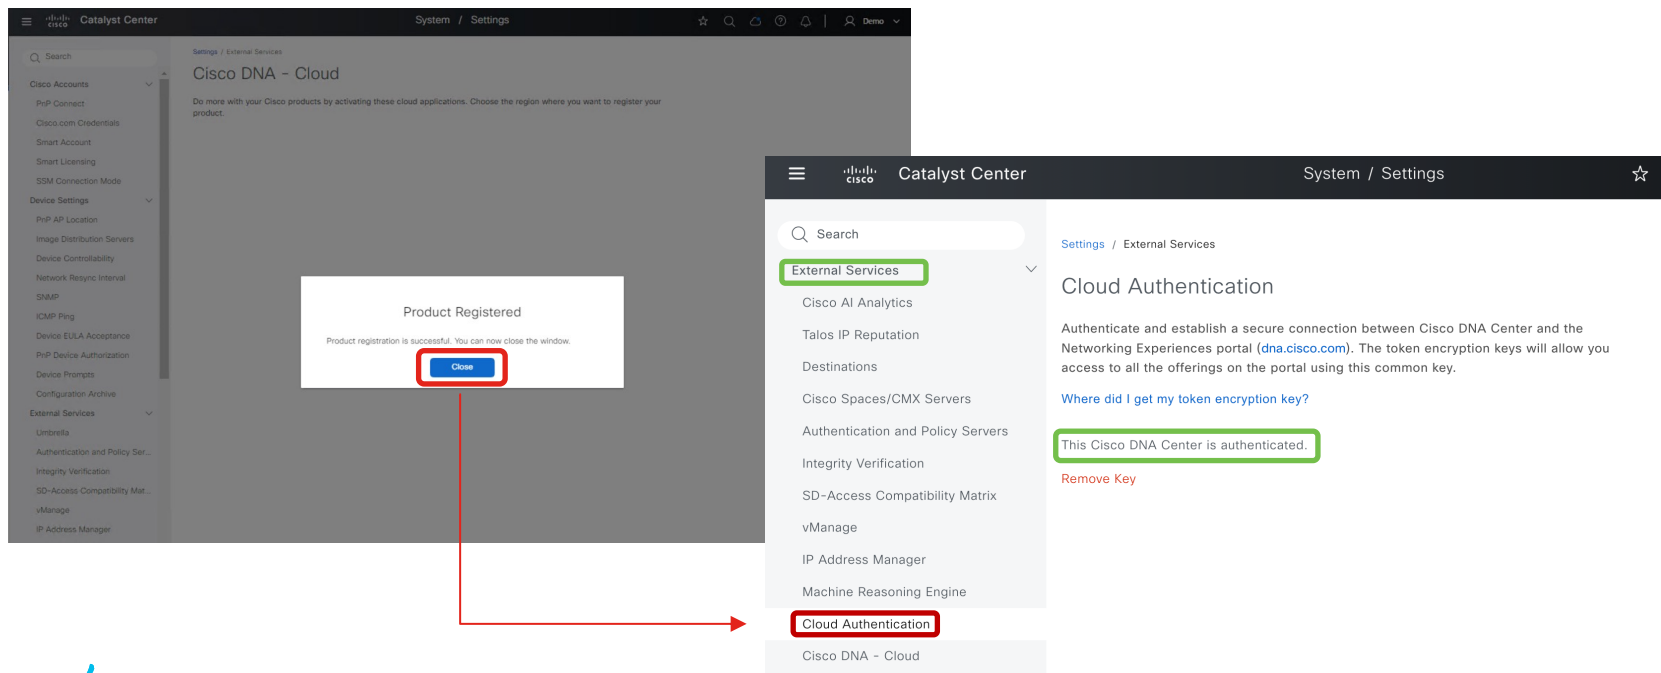 CISCO Catalyst Center
System / Settings
Demo
Search
Cisco Accounts
PnP Connect
Cisco.com Credentials
Smart Account
Smart Licensing
SSM Connection Mode
Device Settings
PnP AP Location
Image Distribution Servers
Device Controllability
Network Resync Interval
SNMP
ICMP Ping
Device EULA Acceptance
PnP Device Authorization
Device Prompts
Configuration Archive
External Services
Umbrella
Authentication and Policy Ser...
Integrity Verification
SD-Access Compatibility Mat...
vManage
IP Address Manager
Settings / External Services
Cisco DNA - Cloud
Do more with your Cisco products by activating these cloud applications. Choose the region where you want to register your
product.
Product Registered
Product registration is successful. You can now close the window.
Close
CISCO Catalyst Center
System / Settings
Search
External Services
Cisco AI Analytics
Talos IP Reputation
Destinations
Cisco Spaces/CMX Servers
Authentication and Policy Servers
Integrity Verification
SD-Access Compatibility Matrix
vManage
IP Address Manager
Machine Reasoning Engine
Cloud Authentication
Cisco DNA - Cloud
Settings / External Services
Cloud Authentication
Authenticate and establish a secure connection between Cisco DNA Center and the
Networking Experiences portal (dna.cisco.com). The token encryption keys will allow you
access to all the offerings on the portal using this common key.
Where did I get my token encryption key?
This Cisco DNA Center is authenticated.
Remove Key